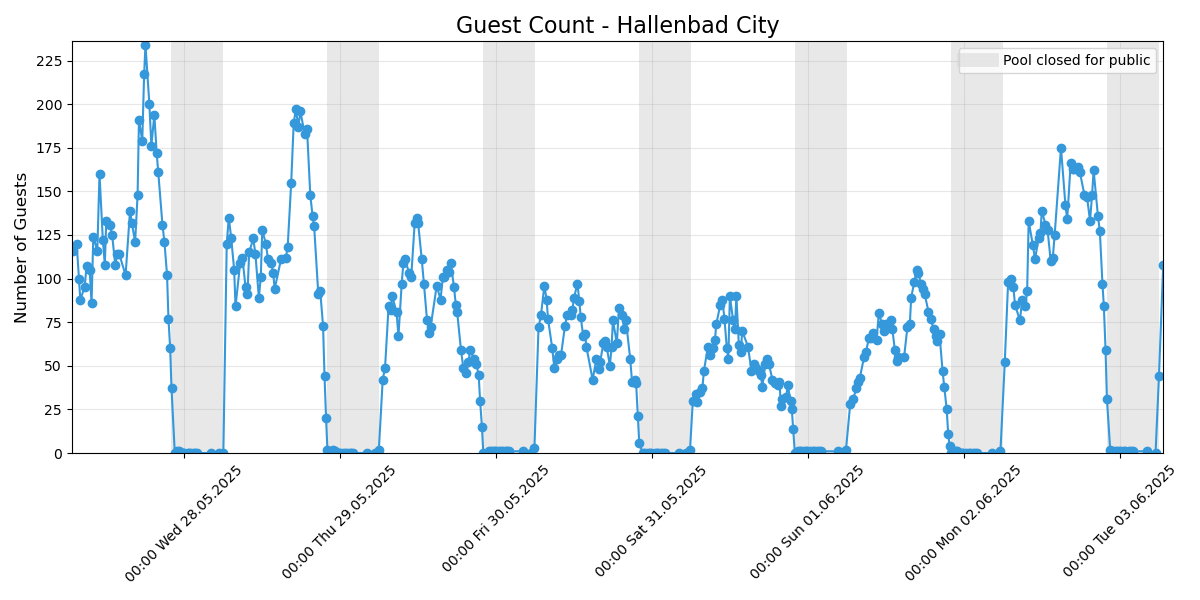 Guest Count - Hallenbad City
Pool closed for public
Number of Guests
225
200
175
150
125
100
75
50
25
0
00:00 Wed 28.05.2025
00:00 Thu 29.05.2025
00:00 Fri 30.05.2025
00:00 Sat 31.05.2025
00:00 Sun 01.06.2025
00:00 Mon 02.06.2025
00:00 Tue 03.06.2025